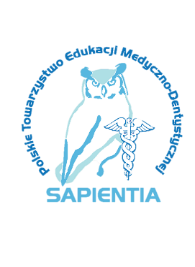 Polskie Towarzystwo Edukacji Medyczno-Dentystycznej
SAPIENTIA